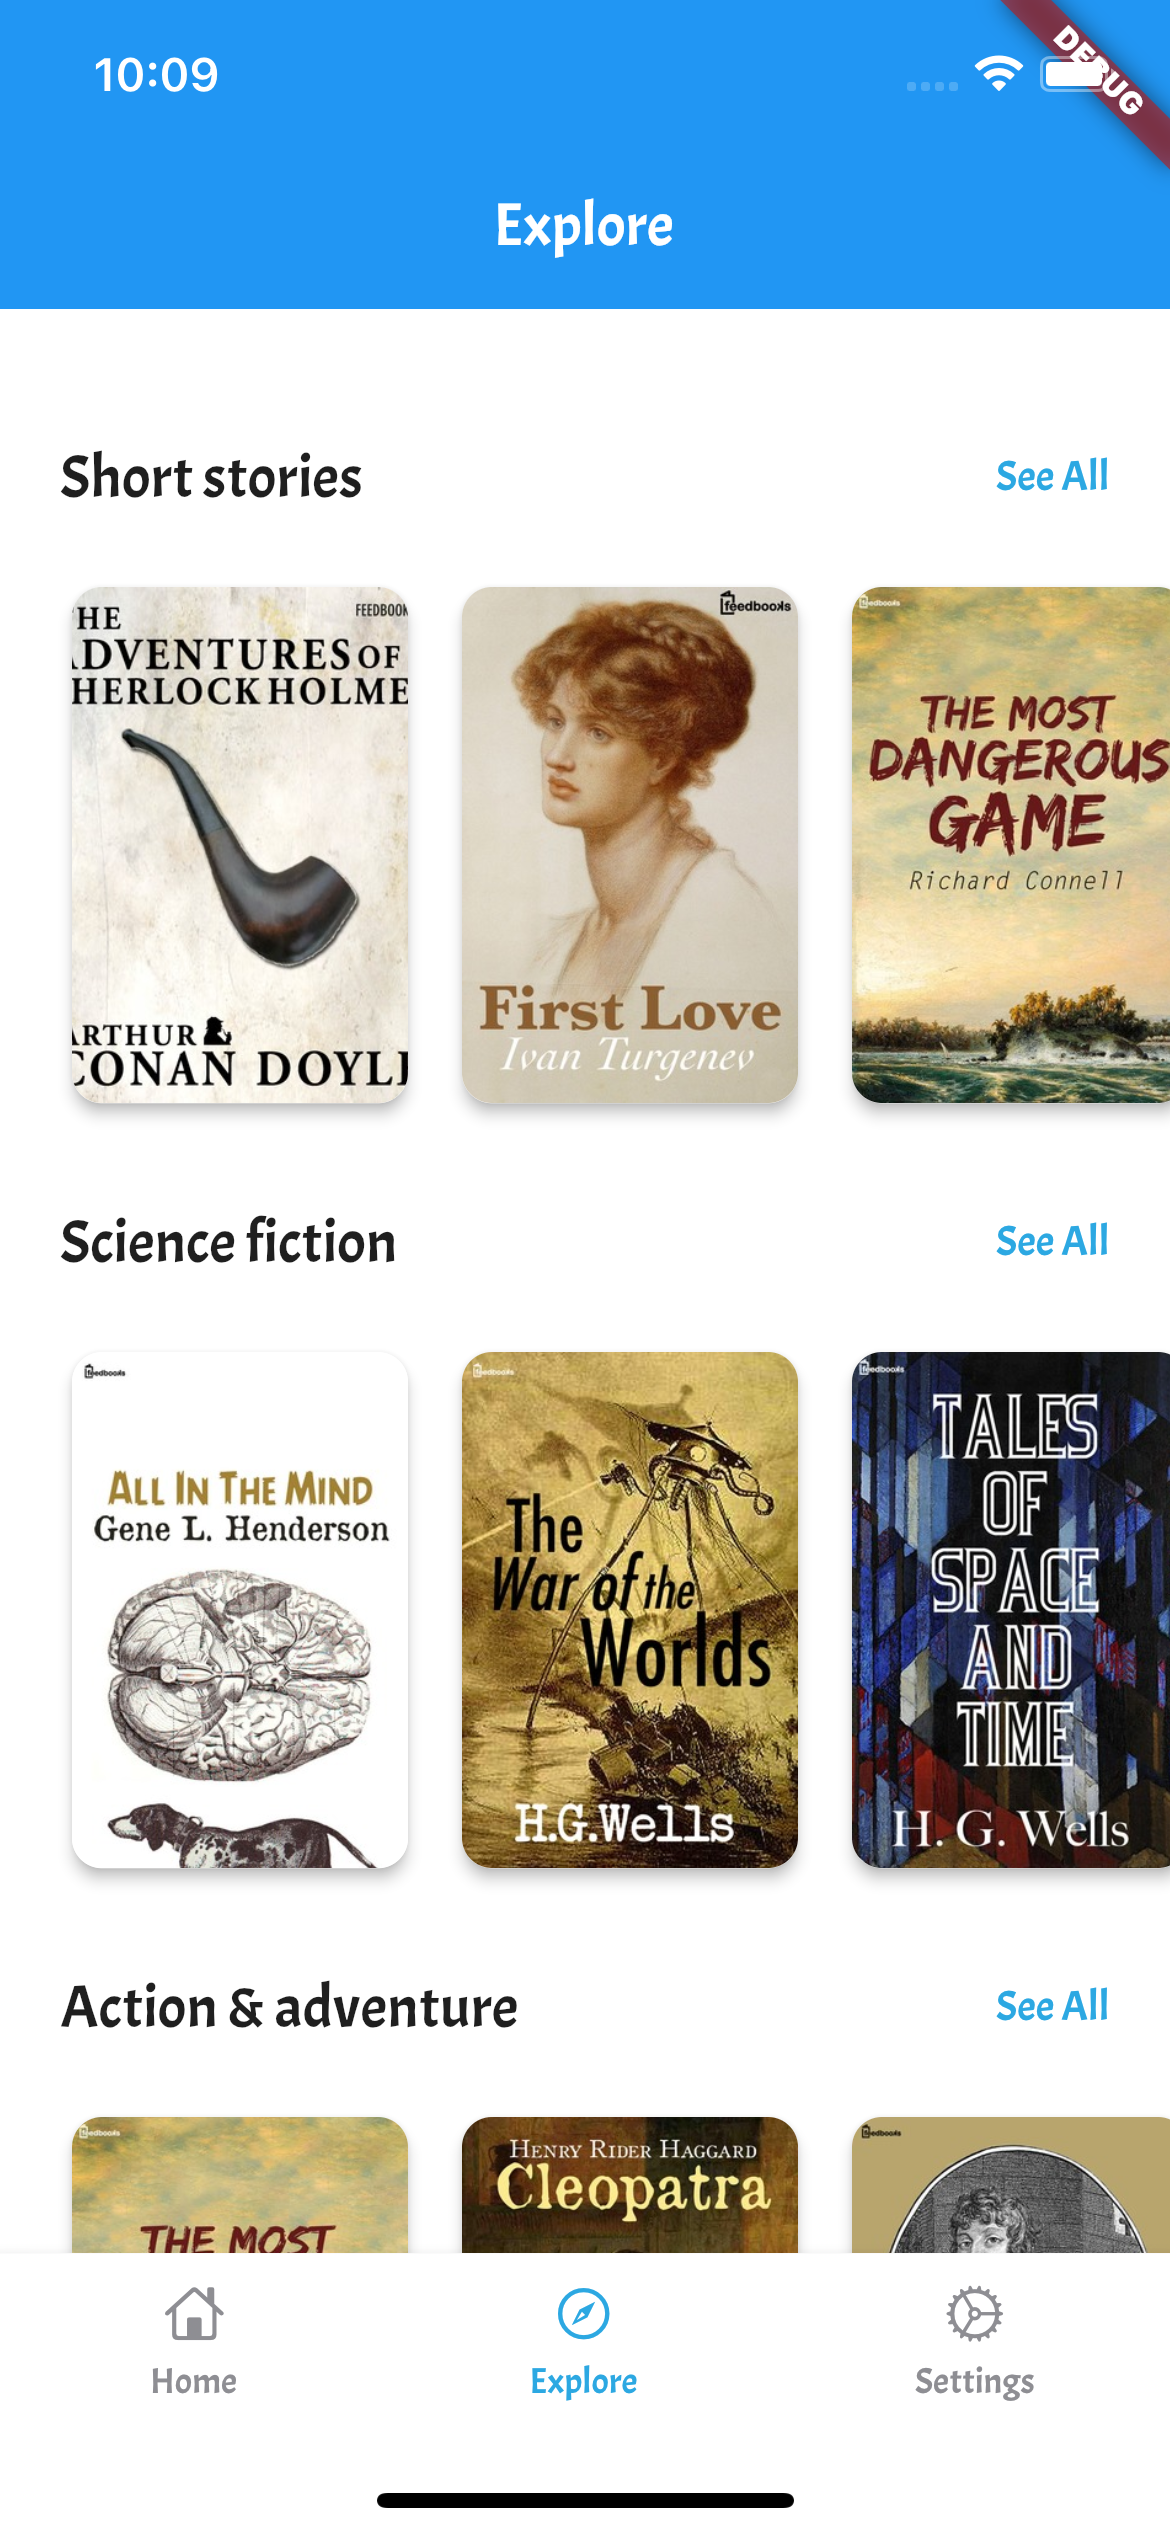 10:09
DEBUG
Explore
Short stories
See All
HE
FEEDBOOK
DVENTURES OF
HERLOCK HOLME
ARTHUR
CONAN DOYL
feedbooks
First Love
Ivan Turgenev
feedbooks
THE MOST
DANGEROUS
GAME
Richard Connell
Science fiction
See All
feedbooks
ALL IN THE MIND
Gene L. Henderson
feedbooks
The
War of the
Worlds
H.G.Wells
feedbooks
TALES
OF
SPACE
AND
TIME
H. G. Wells
Action & adventure
See All
feedbooks
THE MOST
HENRY RIDER HAGGARD
Cleopatra
feedbooks
Home
Explore
Settings